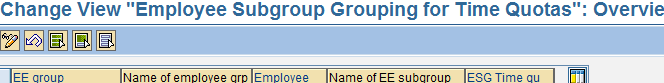 Change View "Employee Subgroup Grouping for Time Quotas": Overvie
EE group Name of employee grp Employee Name of EE subgroup ESG Time qu